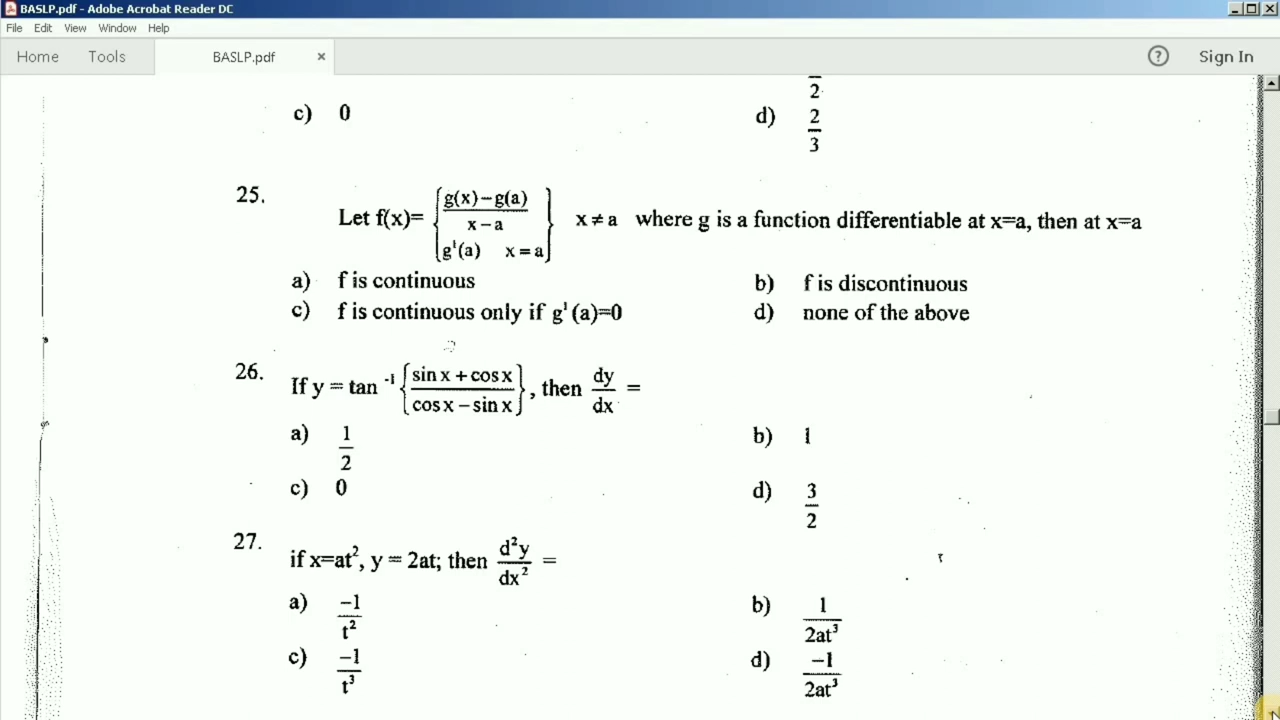 BASLP.pdf - Adobe Acrobat Reader DC
File Edit View Window Help
Home Tools BASLP.pdf × ? Sign In
2
c) 0 d) 2/3
25. Let f(x)= { (g(x)−g(a))/(x−a) x≠a where g is a function differentiable at x=a, then at x=a
g¹(a) x=a }
a) f is continuous b) f is discontinuous
c) f is continuous only if g¹(a)=0 d) none of the above
26. If y = tan⁻¹ { (sin x + cos x)/(cos x − sin x) }, then dy/dx =
a) 1/2 b) 1
c) 0 d) 3/2
27. if x=at², y = 2at; then d²y/dx² =
a) −1/t² b) 1/2at³
c) −1/t³ d) −1/2at³